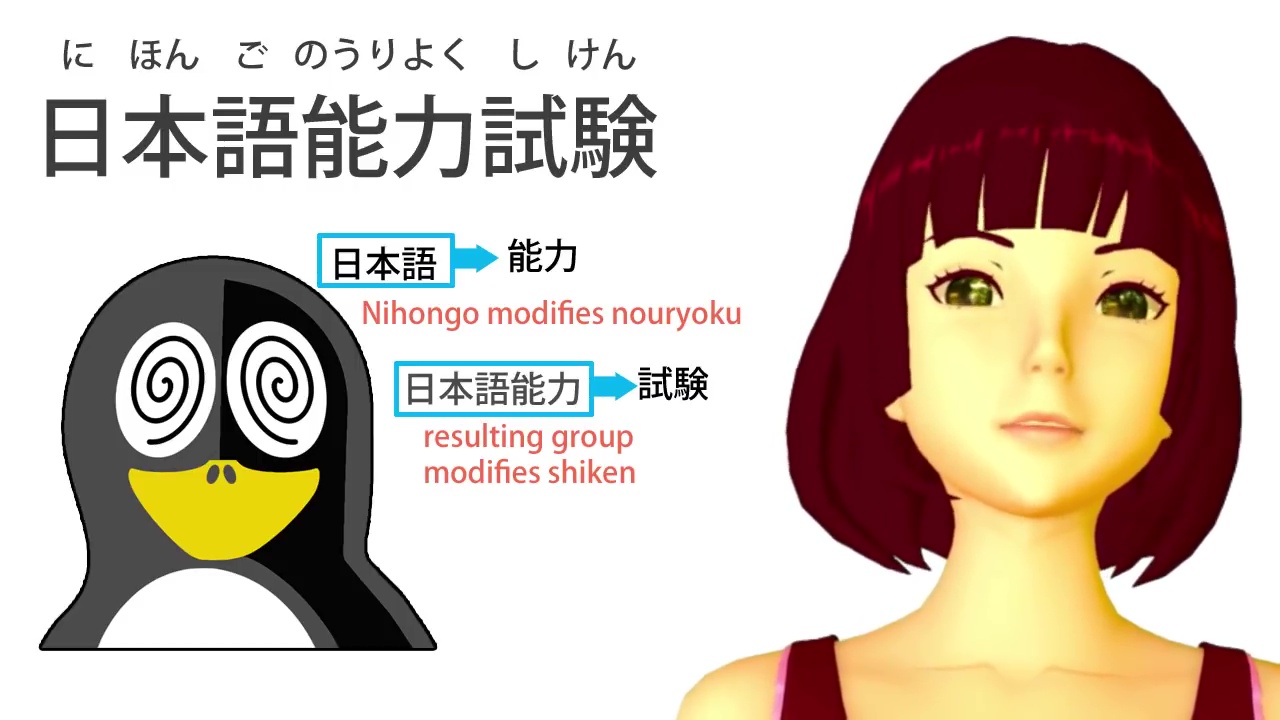 に ほん ご のうりよく し けん
日本語能力試験
日本語 能力
Nihongo modifies nouryoku
日本語能力 試験
resulting group
modifies shiken